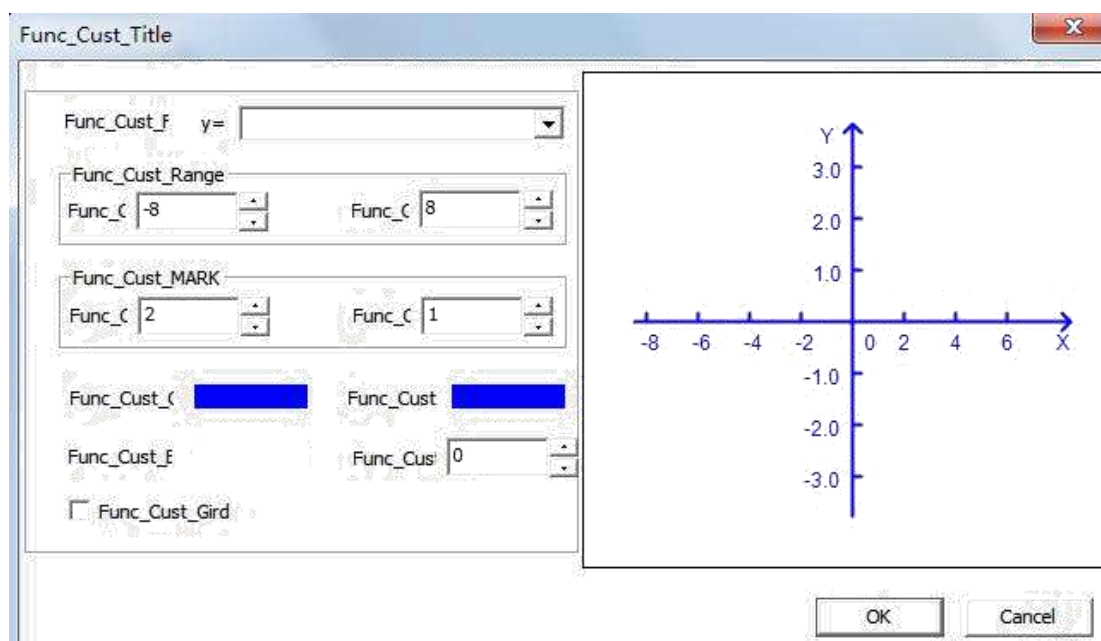 Func_Cust_Title
X
Func_Cust_F y=
Func_Cust_Range
Func_C -8 Func_C 8
Func_Cust_MARK
Func_C 2 Func_C 1
Func_Cust_C Func_Cust
Func_Cust_E Func_Cus 0
Func_Cust_Gird
Y
3.0
2.0
1.0
-8 -6 -4 -2 0 2 4 6 X
-1.0
-2.0
-3.0
OK Cancel